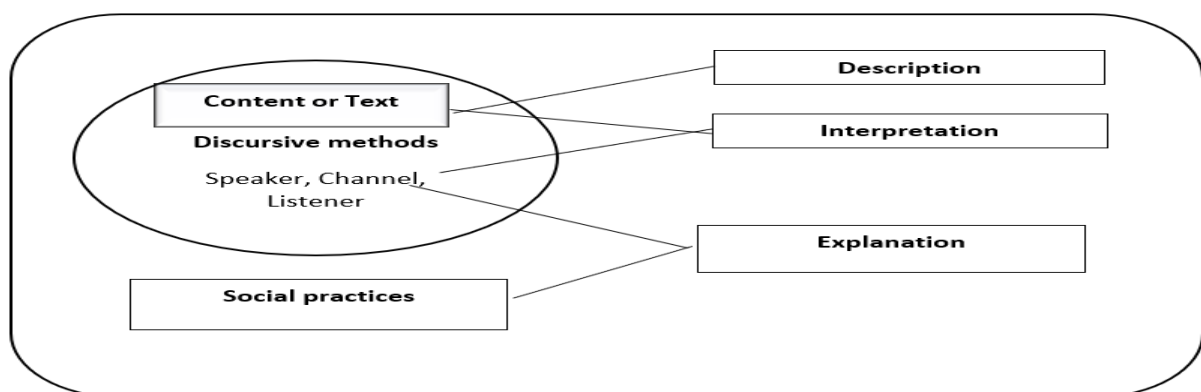 Content or Text
Discursive methods
Speaker, Channel,
Listener
Social practices
Description
Interpretation
Explanation